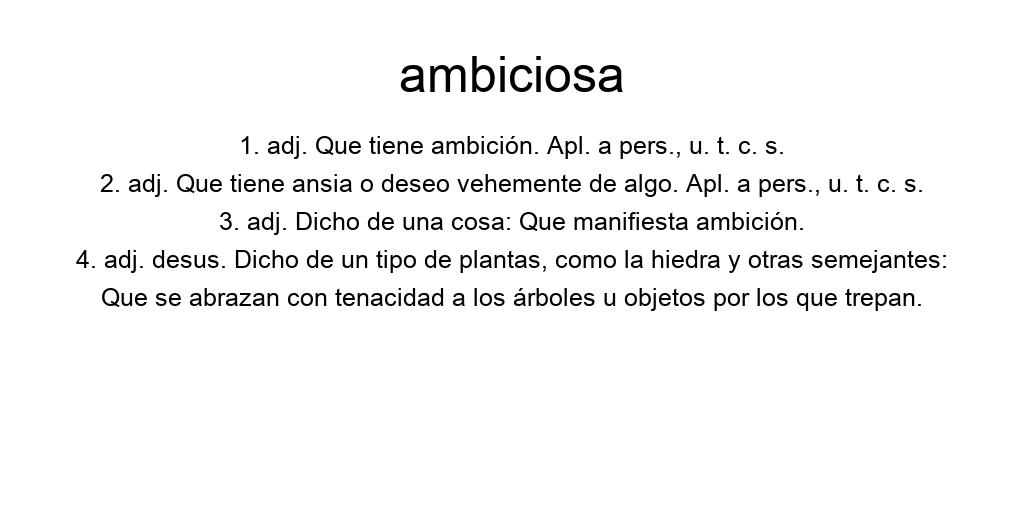 ambiciosa
1. adj. Que tiene ambición. Apl. a pers., u. t. c. s.
2. adj. Que tiene ansia o deseo vehemente de algo. Apl. a pers., u. t. c. s.
3. adj. Dicho de una cosa: Que manifiesta ambición.
4. adj. desus. Dicho de un tipo de plantas, como la hiedra y otras semejantes:
Que se abrazan con tenacidad a los árboles u objetos por los que trepan.